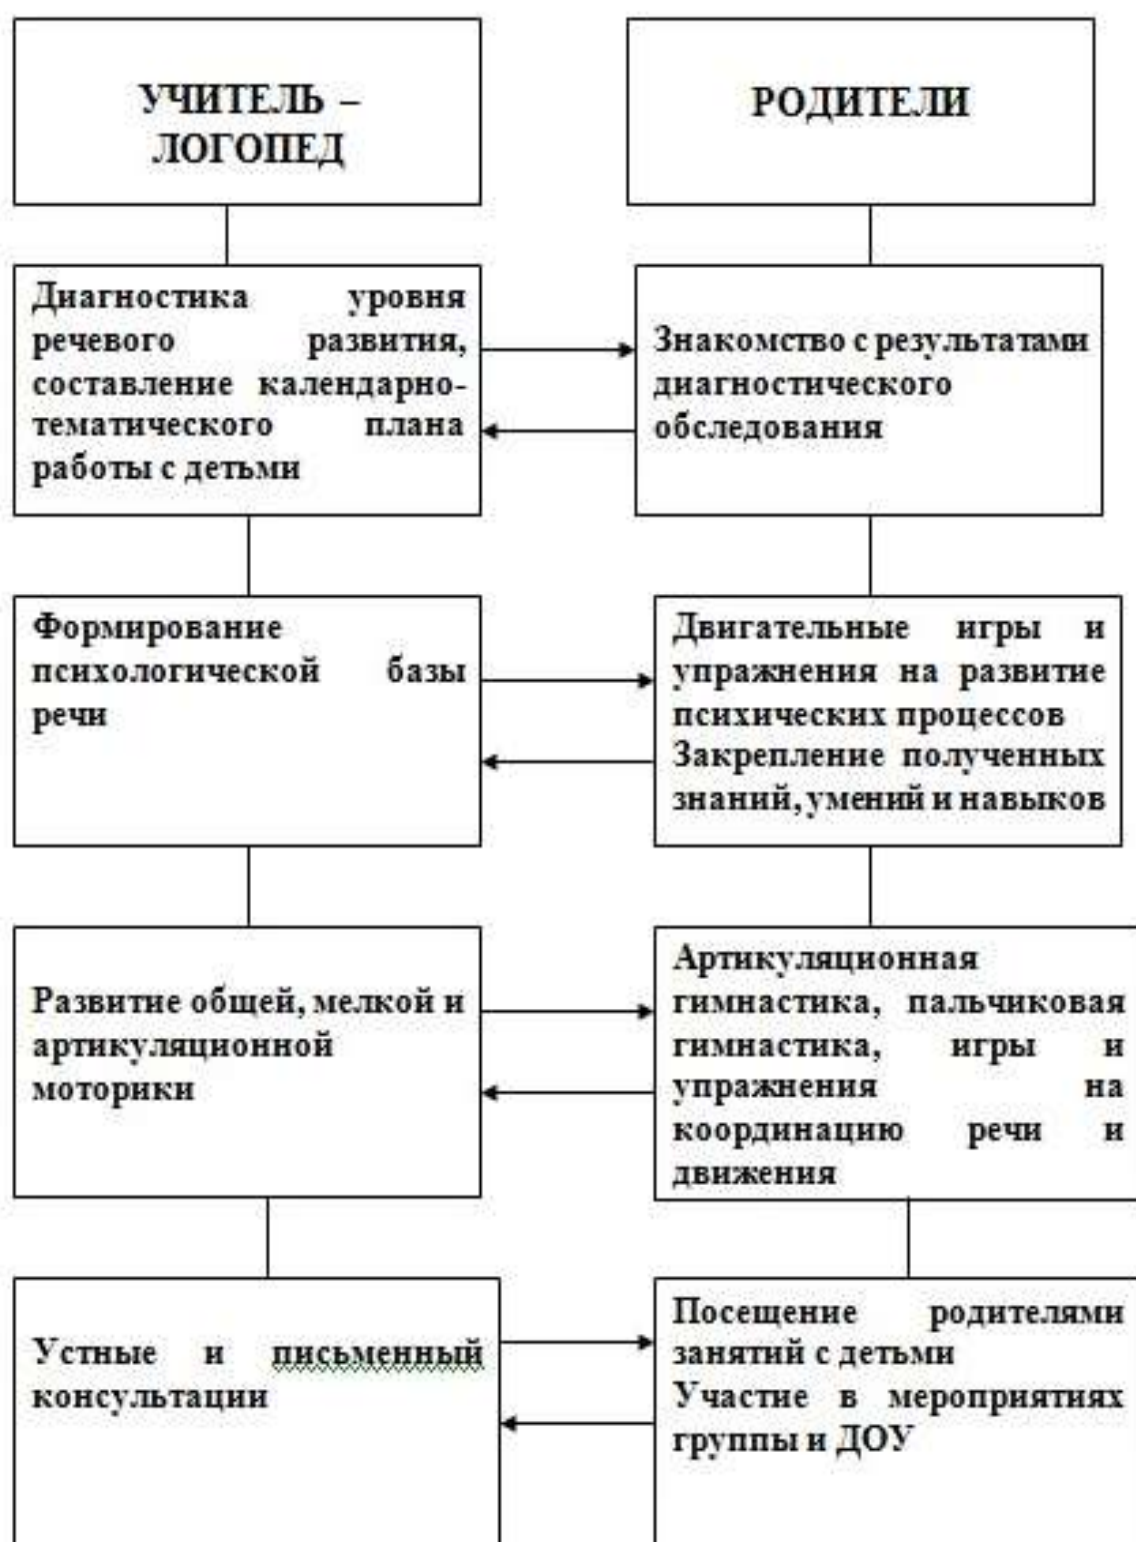 УЧИТЕЛЬ –
ЛОГОПЕД
РОДИТЕЛИ
Диагностика уровня
речевого развития,
составление календарно-
тематического плана
работы с детьми
Знакомство с результатами
диагностического
обследования
Формирование
психологической базы
речи
Двигательные игры и
упражнения на развитие
психических процессов
Закрепление полученных
знаний, умений и навыков
Развитие общей, мелкой и
артикуляционной
моторики
Артикуляционная
гимнастика, пальчиковая
гимнастика, игры и
упражнения на
координацию речи и
движения
Устные и письменный
консультации
Посещение родителями
занятий с детьми
Участие в мероприятиях
группы и ДОУ